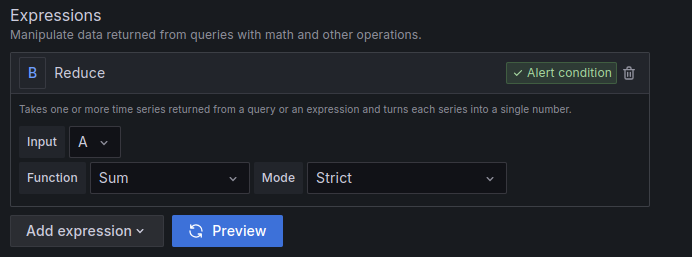 Expressions
Manipulate data returned from queries with math and other operations.
B Reduce Alert condition
Takes one or more time series returned from a query or an expression and turns each series into a single number.
Input A
Function Sum Mode Strict
Add expression Preview